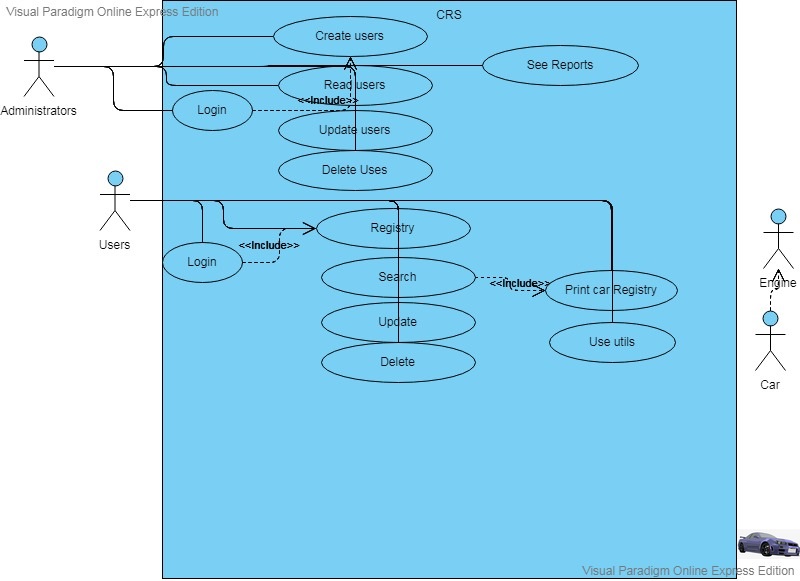 Visual Paradigm Online Express Edition
CRS
Create users
See Reports
Administrators
Read users
<<Include>>
Login
Update users
Delete Uses
Users
Registry
<<Include>>
Login
Search
<<Include>>
Print car Registry
Engine
Update
Use utils
Delete
Car
Visual Paradigm Online Express Edition